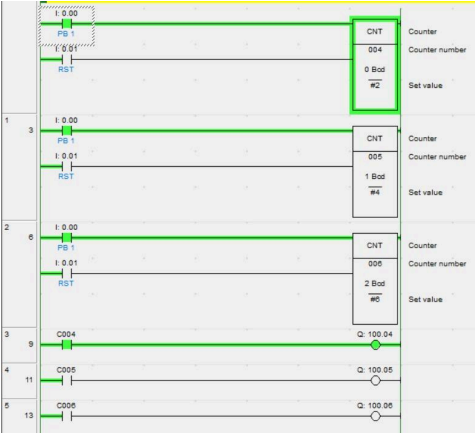 I: 0.00
PB 1
CNT Counter
I: 0.01
RST
004 Counter number
0 Bcd
#2 Set value
1
3
I: 0.00
PB 1
CNT Counter
I: 0.01
RST
005 Counter number
1 Bcd
#4 Set value
2
6
I: 0.00
PB 1
CNT Counter
I: 0.01
RST
006 Counter number
2 Bcd
#6 Set value
3
9
C004 Q: 100.04
4
11
C005 Q: 100.05
5
13
C006 Q: 100.06